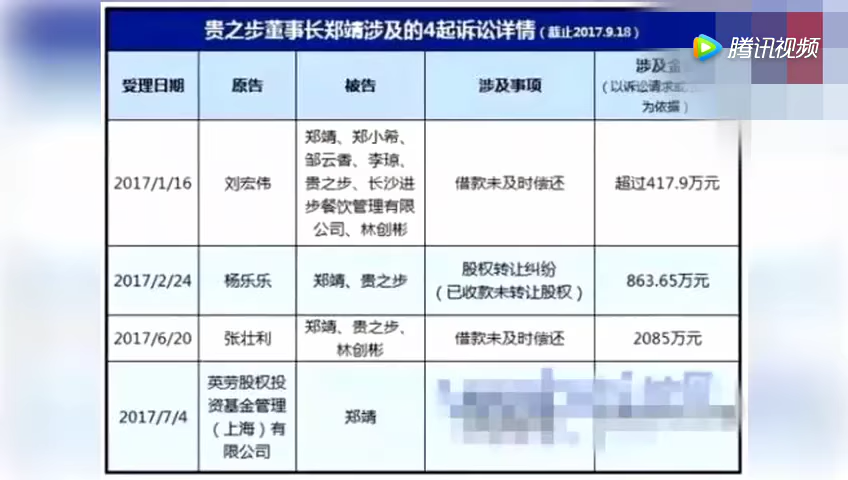 贵之步董事长郑靖涉及的4起诉讼详情（截止2017.9.18）
腾讯视频
受理日期 原告 被告 涉及事项 涉及金
（以诉讼请求或
为依据）
2017/1/16 刘宏伟 郑靖、郑小希、
邹云香、李琼、
贵之步、长沙进
步餐饮管理有限
公司、林创彬 借款未及时偿还 超过417.9万元
2017/2/24 杨乐乐 郑靖、贵之步 股权转让纠纷
（已收款未转让股权） 863.65万元
2017/6/20 张壮利 郑靖、贵之步、
林创彬 借款未及时偿还 2085万元
2017/7/4 英劳股权投
资基金管理
（上海）有
限公司 郑靖